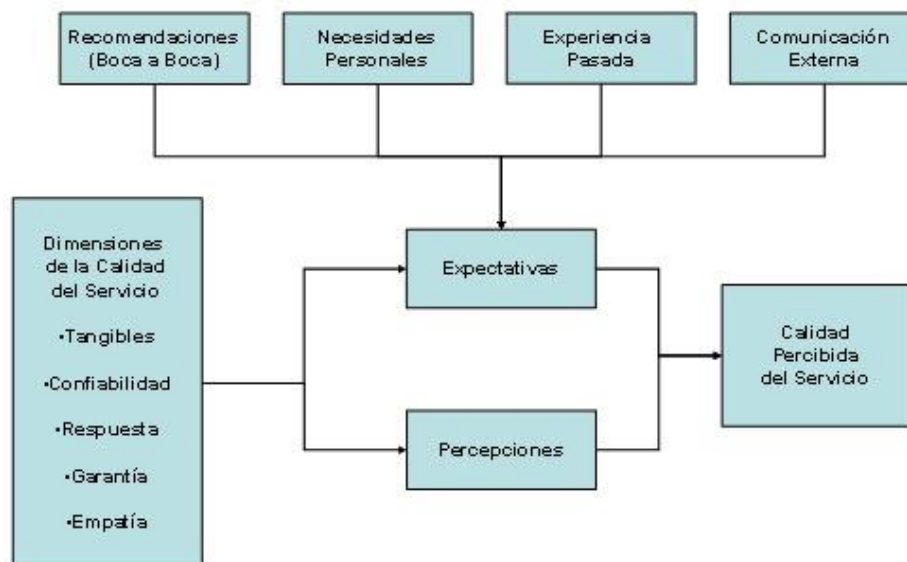 Recomendaciones
(Boca a Boca)
Necesidades
Personales
Experiencia
Pasada
Comunicación
Externa
Dimensiones
de la Calidad
del Servicio
•Tangibles
•Confiabilidad
•Respuesta
•Garantía
•Empatía
Expectativas
Percepciones
Calidad
Percibida
del Servicio